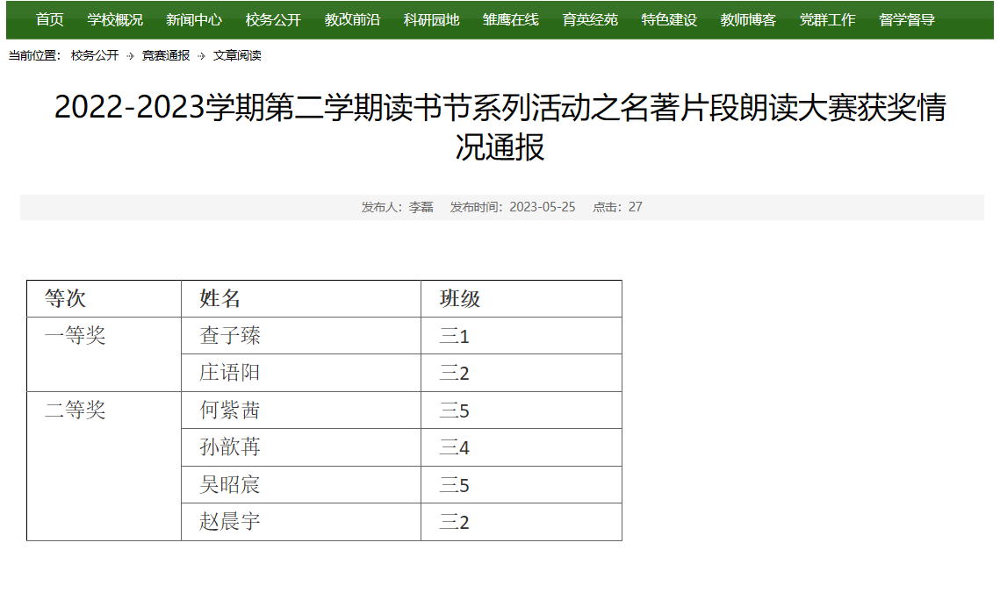 首页 学校概况 新闻中心 校务公开 教改前沿 科研园地 雏鹰在线 育英经苑 特色建设 教师博客 党群工作 督学督导
当前位置： 校务公开 → 竞赛通报 → 文章阅读
2022-2023学期第二学期读书节系列活动之名著片段朗读大赛获奖情
况通报
发布人：李磊 发布时间：2023-05-25 点击：27
等次 姓名 班级
一等奖 查子臻 三1
庄语阳 三2
二等奖 何紫茜 三5
孙歆苒 三4
吴昭宸 三5
赵晨宇 三2